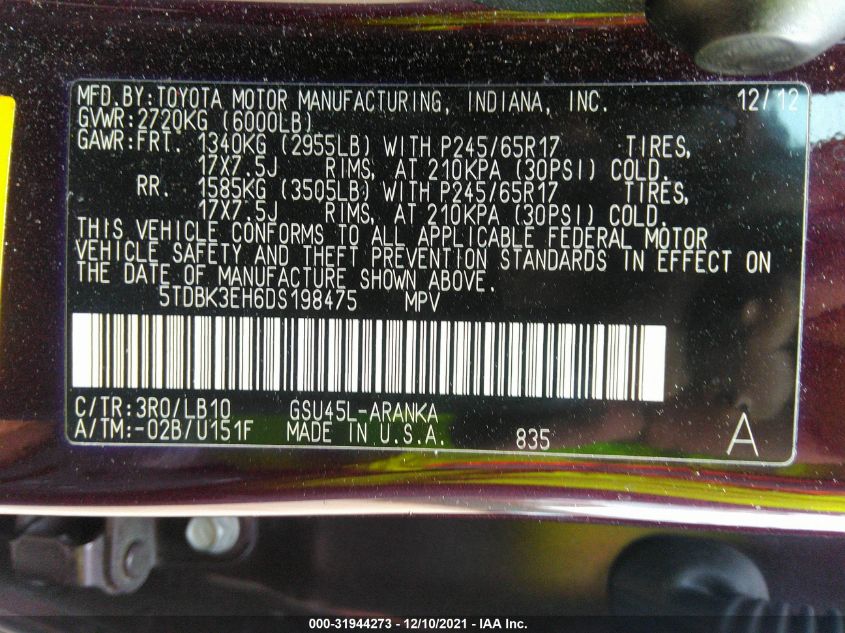 MFD.BY:TOYOTA MOTOR MANUFACTURING, INDIANA, INC. 12/12
GVWR:2720KG (6000LB)
GAWR:FRT. 1340KG (2955LB) WITH P245/65R17 TIRES,
17X7.5J RIMS, AT 210KPA (30PSI) COLD.
RR. 1585KG (3505LB) WITH P245/65R17 TIRES,
17X7.5J RIMS, AT 210KPA (30PSI) COLD.
THIS VEHICLE CONFORMS TO ALL APPLICABLE FEDERAL MOTOR
VEHICLE SAFETY AND THEFT PREVENTION STANDARDS IN EFFECT ON
THE DATE OF MANUFACTURE SHOWN ABOVE.
5TDBK3EH6DS198475 MPV
C/TR:3R0/LB10 GSU45L-ARANKA
A/TM:-02B/U151F MADE IN U.S.A. 835 A
000-31944273 - 12/10/2021 - IAA Inc.